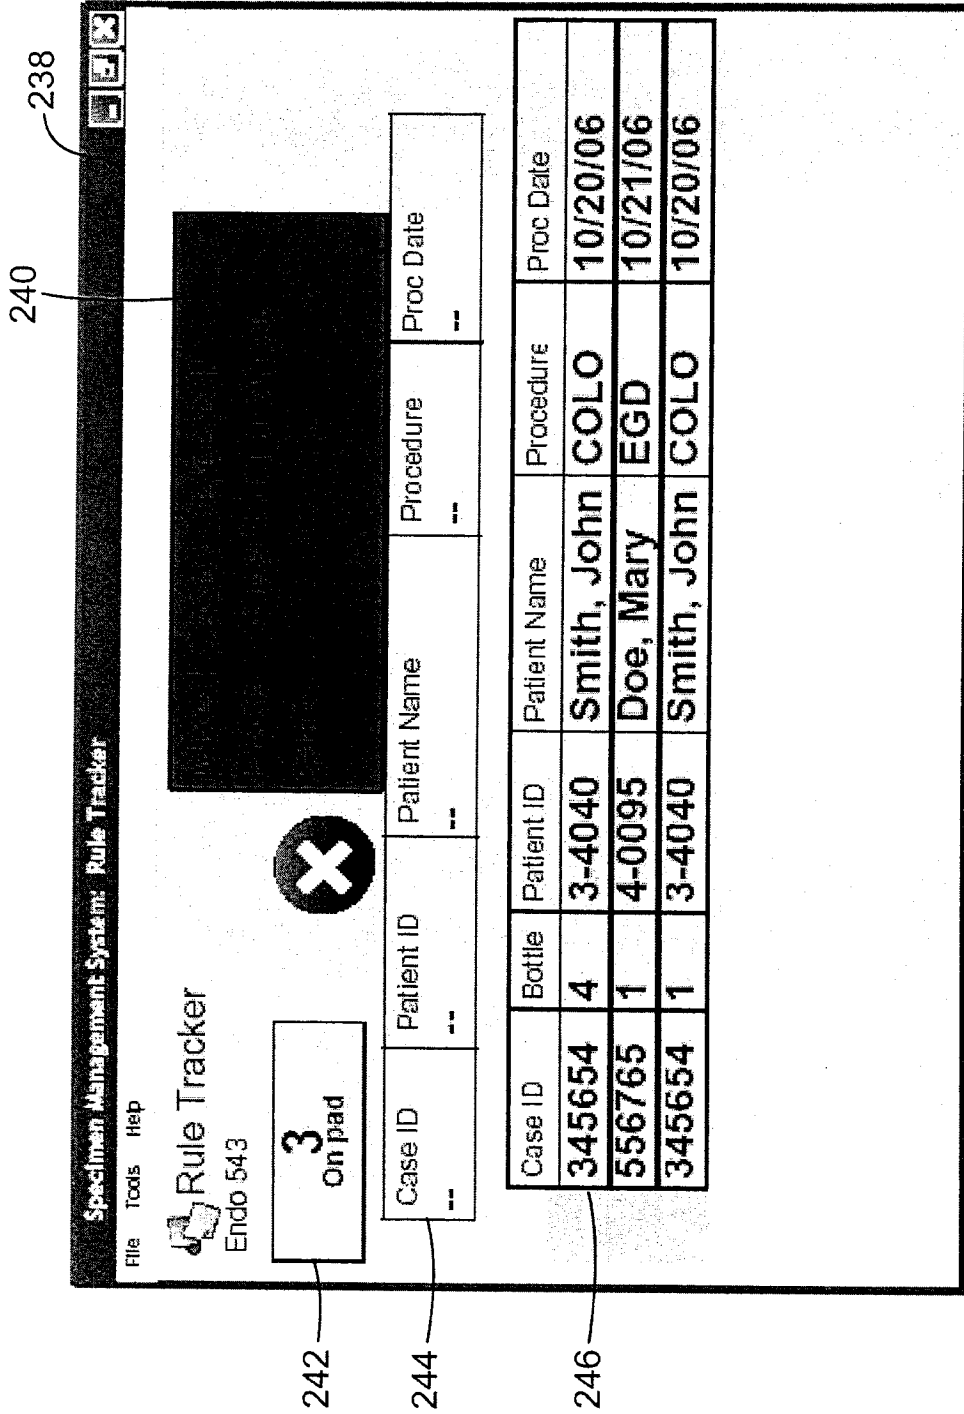 238
240
Specimen Management System: Rule Tracker
File Tools Help
Rule Tracker
Endo 543
3
On pad
242
Case ID Patient ID Patient Name Procedure Proc Date
-- -- -- -- --
244
Case ID Bottle Patient ID Patient Name Procedure Proc Date
345654 4 3-4040 Smith, John COLO 10/20/06
556765 1 4-0095 Doe, Mary EGD 10/21/06
345654 1 3-4040 Smith, John COLO 10/20/06
246